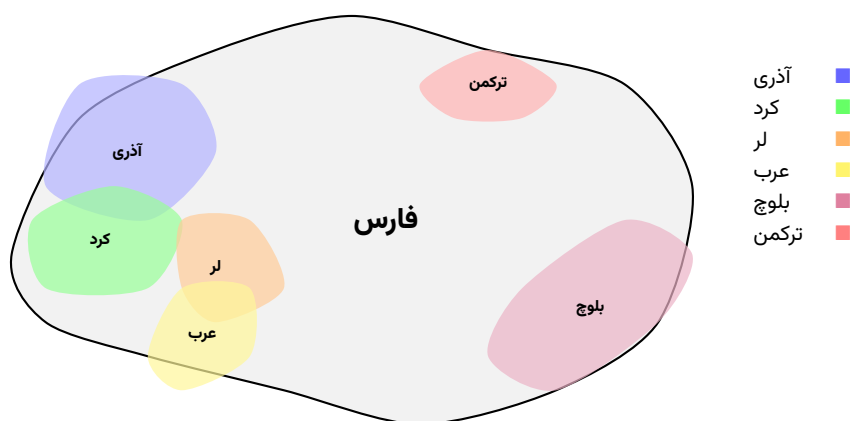 ترکمن
آذری
فارس
کرد
لر
بلوچ
عرب
آذری
کرد
لر
عرب
بلوچ
ترکمن